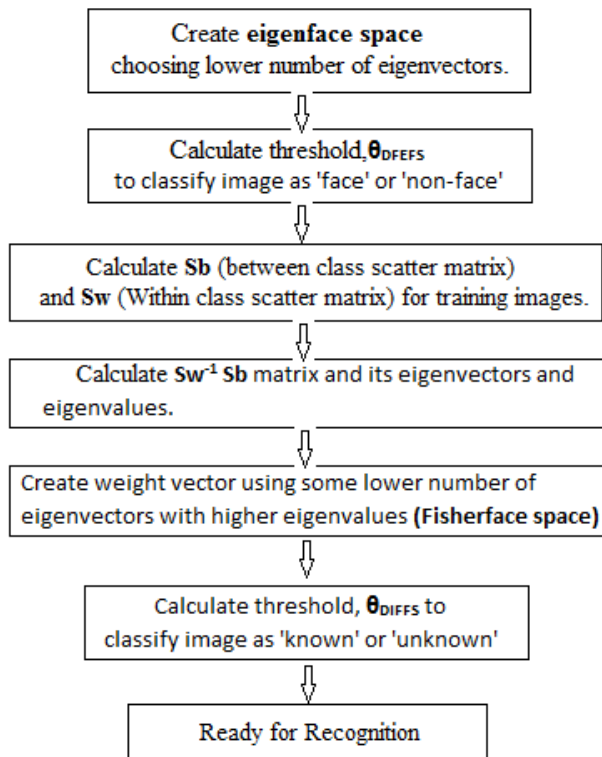 Create eigenface space
choosing lower number of eigenvectors.
Calculate threshold,θDFEFS
to classify image as 'face' or 'non-face'
Calculate Sb (between class scatter matrix)
and Sw (Within class scatter matrix) for training images.
Calculate Sw⁻¹ Sb matrix and its eigenvectors and
eigenvalues.
Create weight vector using some lower number of
eigenvectors with higher eigenvalues (Fisherface space)
Calculate threshold, θDIFFS to
classify image as 'known' or 'unknown'
Ready for Recognition